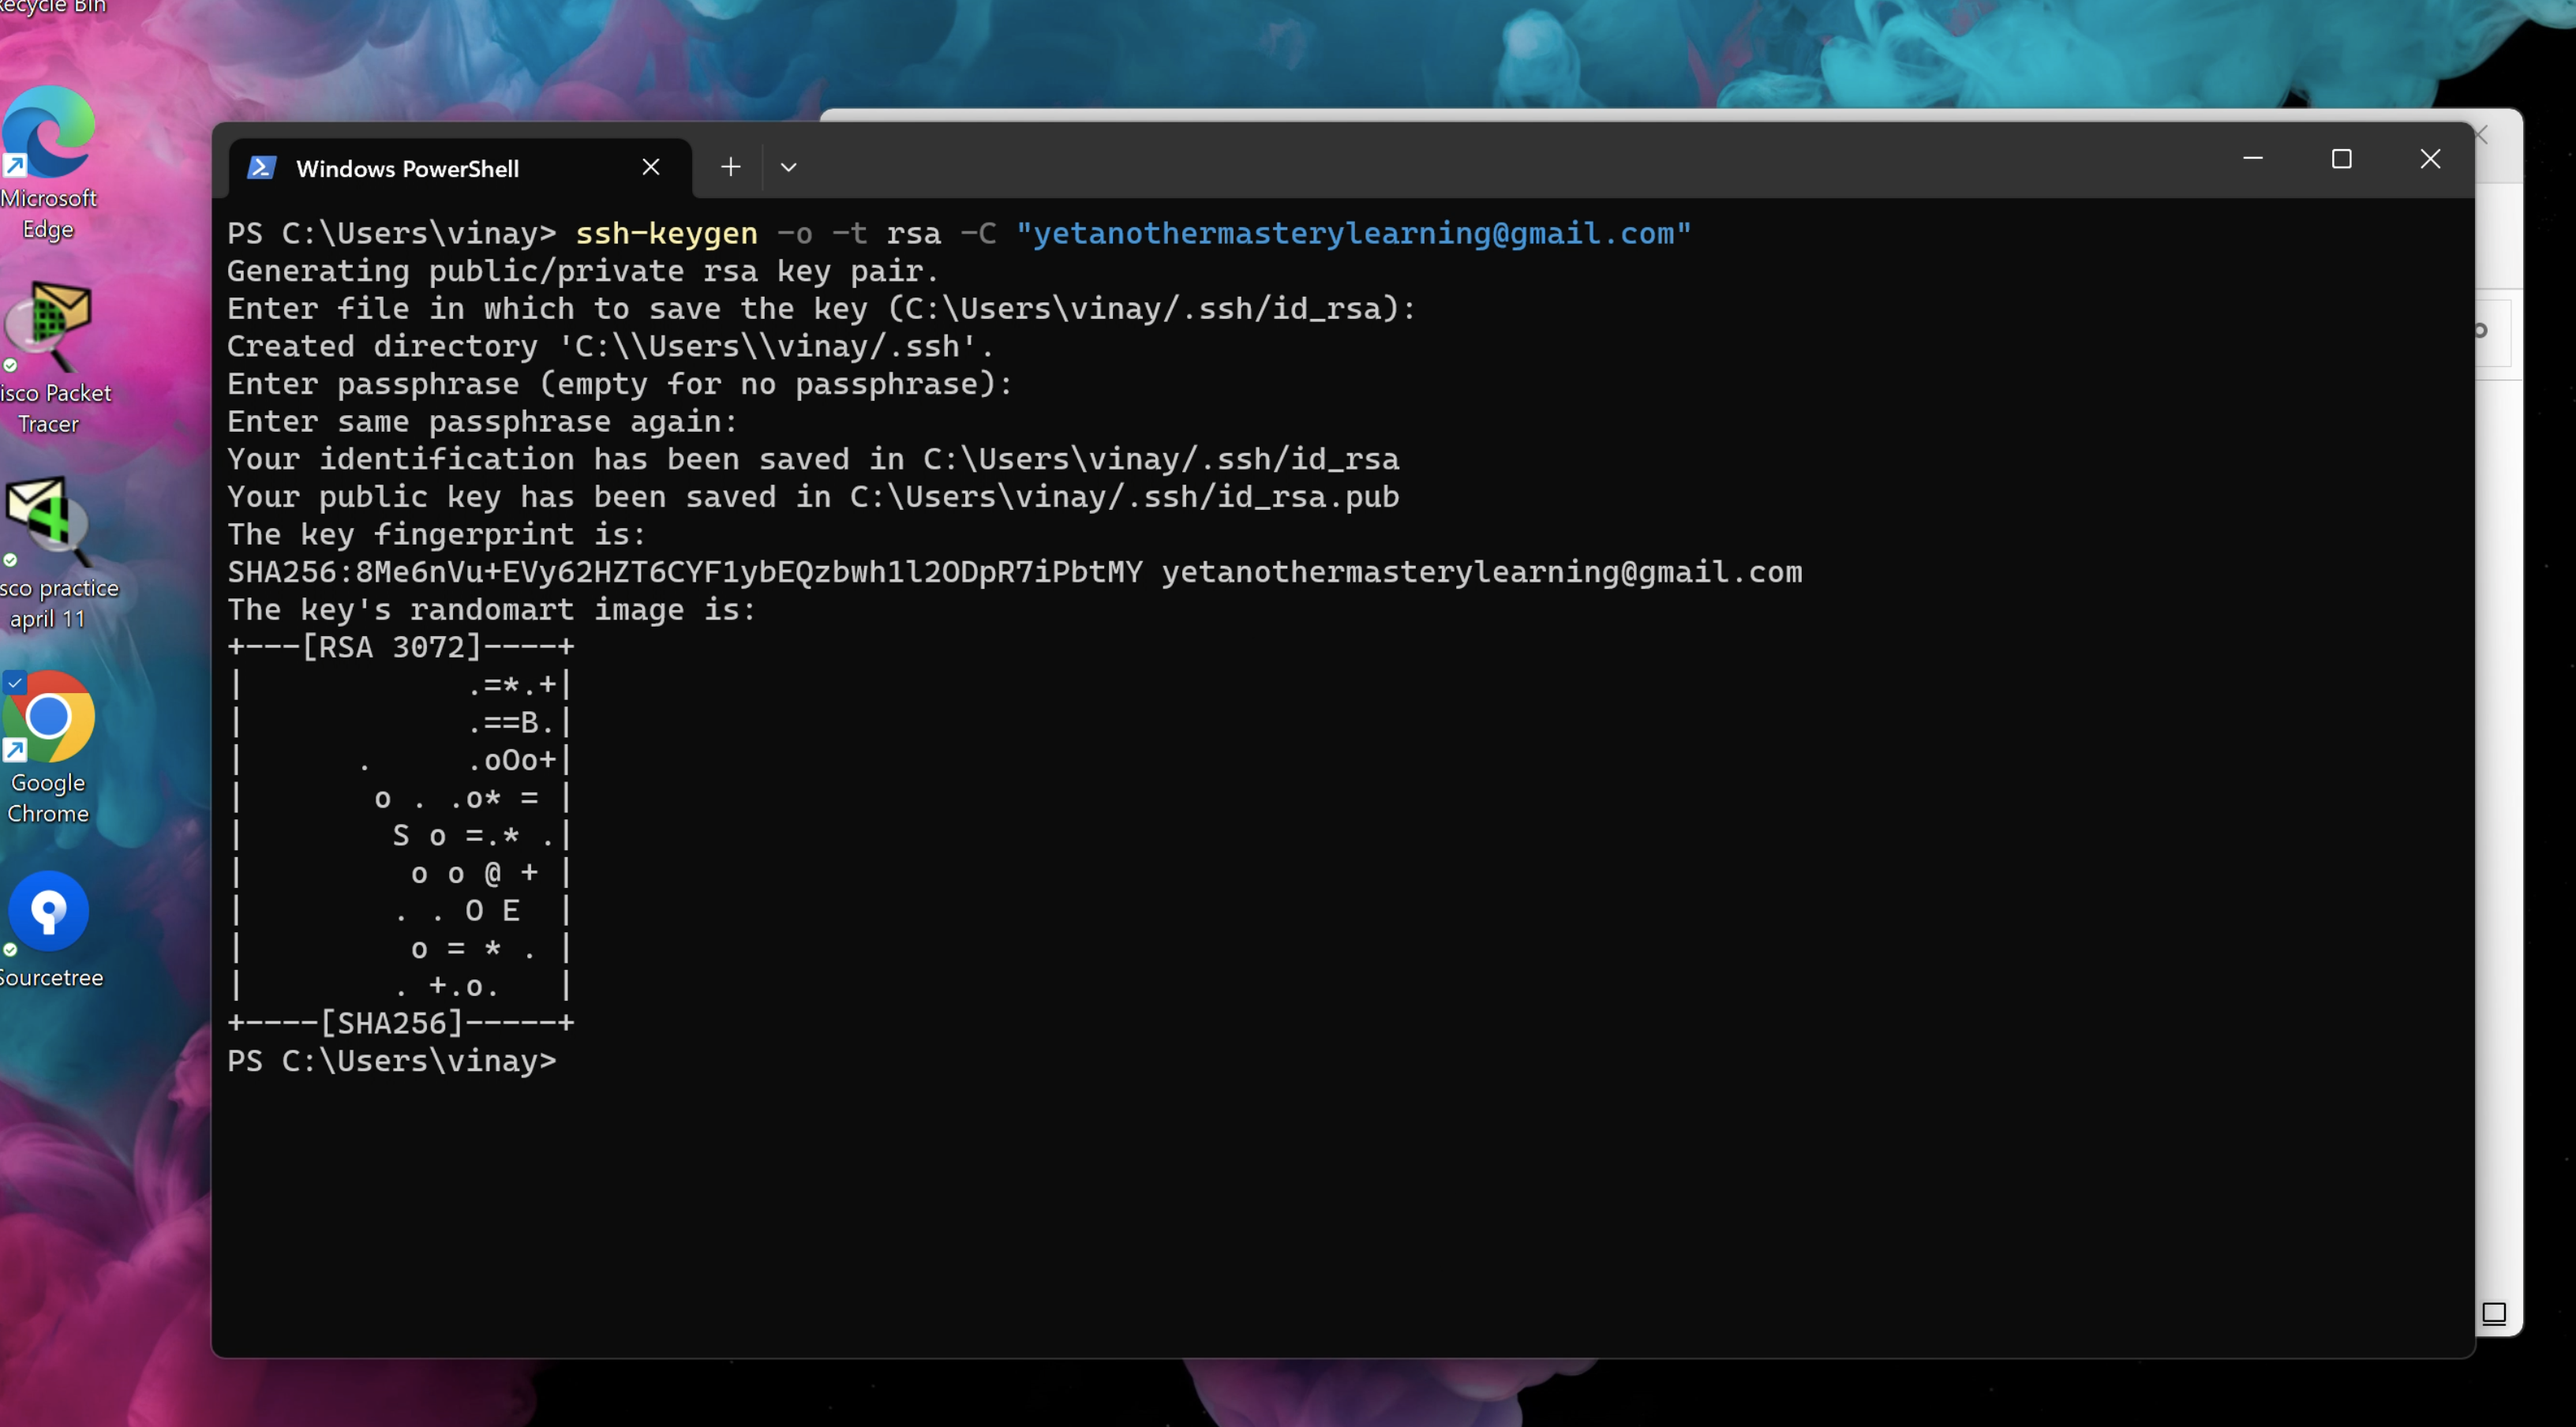 Recycle Bin
Microsoft
Edge
isco Packet
Tracer
sco practice
april 11
Google
Chrome
Sourcetree
Windows PowerShell
PS C:\Users\vinay> ssh-keygen -o -t rsa -C "yetanothermasterylearning@gmail.com"
Generating public/private rsa key pair.
Enter file in which to save the key (C:\Users\vinay/.ssh/id_rsa):
Created directory 'C:\\Users\\vinay/.ssh'.
Enter passphrase (empty for no passphrase):
Enter same passphrase again:
Your identification has been saved in C:\Users\vinay/.ssh/id_rsa
Your public key has been saved in C:\Users\vinay/.ssh/id_rsa.pub
The key fingerprint is:
SHA256:8Me6nVu+EVy62HZT6CYF1ybEQzbwh1l2ODpR7iPbtMY yetanothermasterylearning@gmail.com
The key's randomart image is:
+---[RSA 3072]----+
|            .=*.+|
|            .==B.|
|      .     .oOo+|
|       o . .o* = |
|        S o =.* .|
|         o o @ + |
|        . . O E  |
|         o = * . |
|        . +.o.   |
+----[SHA256]-----+
PS C:\Users\vinay>